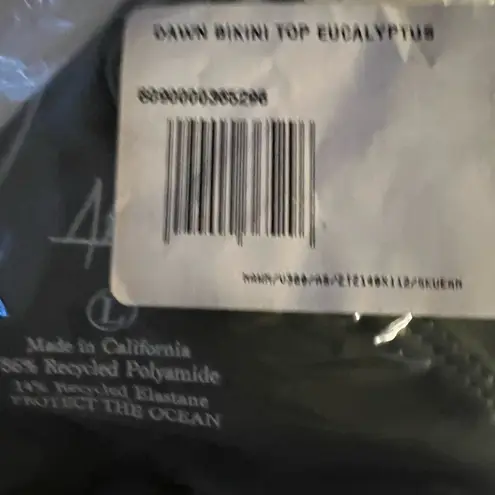 DAWN BIKINI TOP EUCALYPTUS
6090000365296
L
Made in California
86% Recycled Polyamide
14% Recycled Elastane
PROTECT THE OCEAN